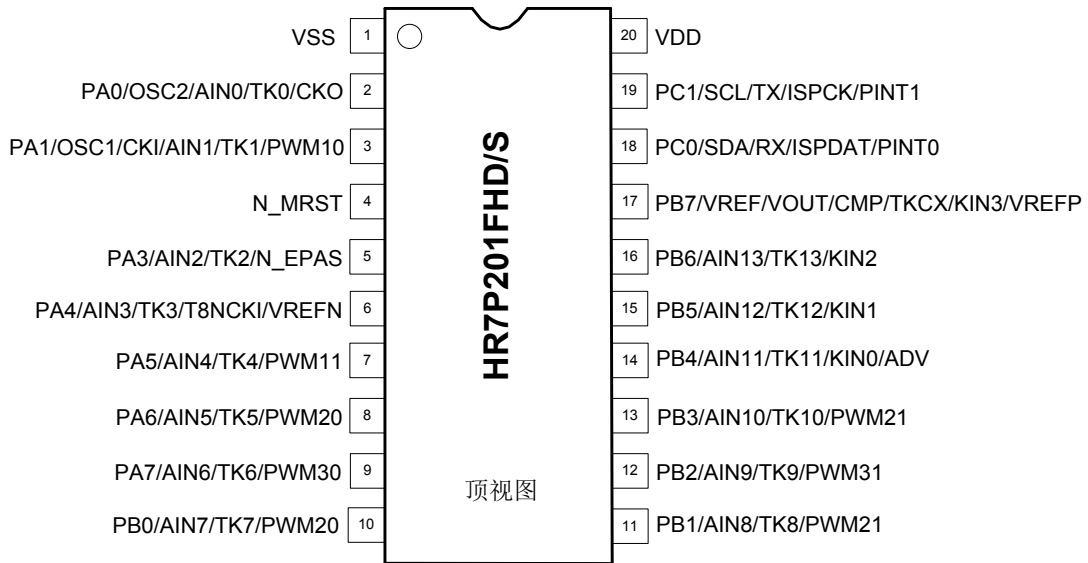 VSS 1 20 VDD
PA0/OSC2/AIN0/TK0/CKO 2 19 PC1/SCL/TX/ISPCK/PINT1
PA1/OSC1/CKI/AIN1/TK1/PWM10 3 18 PC0/SDA/RX/ISPDAT/PINT0
N_MRST 4 17 PB7/VREF/VOUT/CMP/TKCX/KIN3/VREFP
PA3/AIN2/TK2/N_EPAS 5 16 PB6/AIN13/TK13/KIN2
PA4/AIN3/TK3/T8NCKI/VREFN 6 15 PB5/AIN12/TK12/KIN1
PA5/AIN4/TK4/PWM11 7 14 PB4/AIN11/TK11/KIN0/ADV
PA6/AIN5/TK5/PWM20 8 13 PB3/AIN10/TK10/PWM21
PA7/AIN6/TK6/PWM30 9 12 PB2/AIN9/TK9/PWM31
PB0/AIN7/TK7/PWM20 10 11 PB1/AIN8/TK8/PWM21
HR7P201FHD/S
顶视图